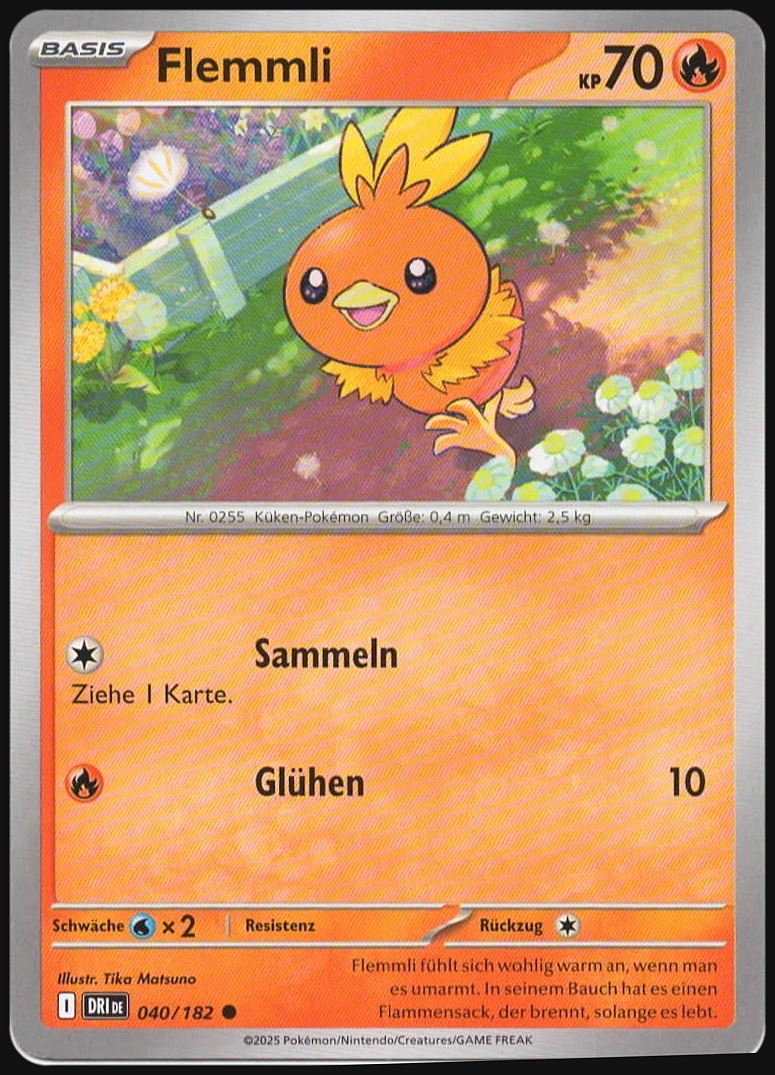 BASIS
Flemmli
KP 70
Nr. 0255 Küken-Pokémon Größe: 0,4 m Gewicht: 2,5 kg
Sammeln
Ziehe 1 Karte.
Glühen 10
Schwäche ×2 Resistenz Rückzug
Illustr. Tika Matsuno
Flemmli fühlt sich wohlig warm an, wenn man
es umarmt. In seinem Bauch hat es einen
Flammensack, der brennt, solange es lebt.
I DRI DE 040/182
©2025 Pokémon/Nintendo/Creatures/GAME FREAK